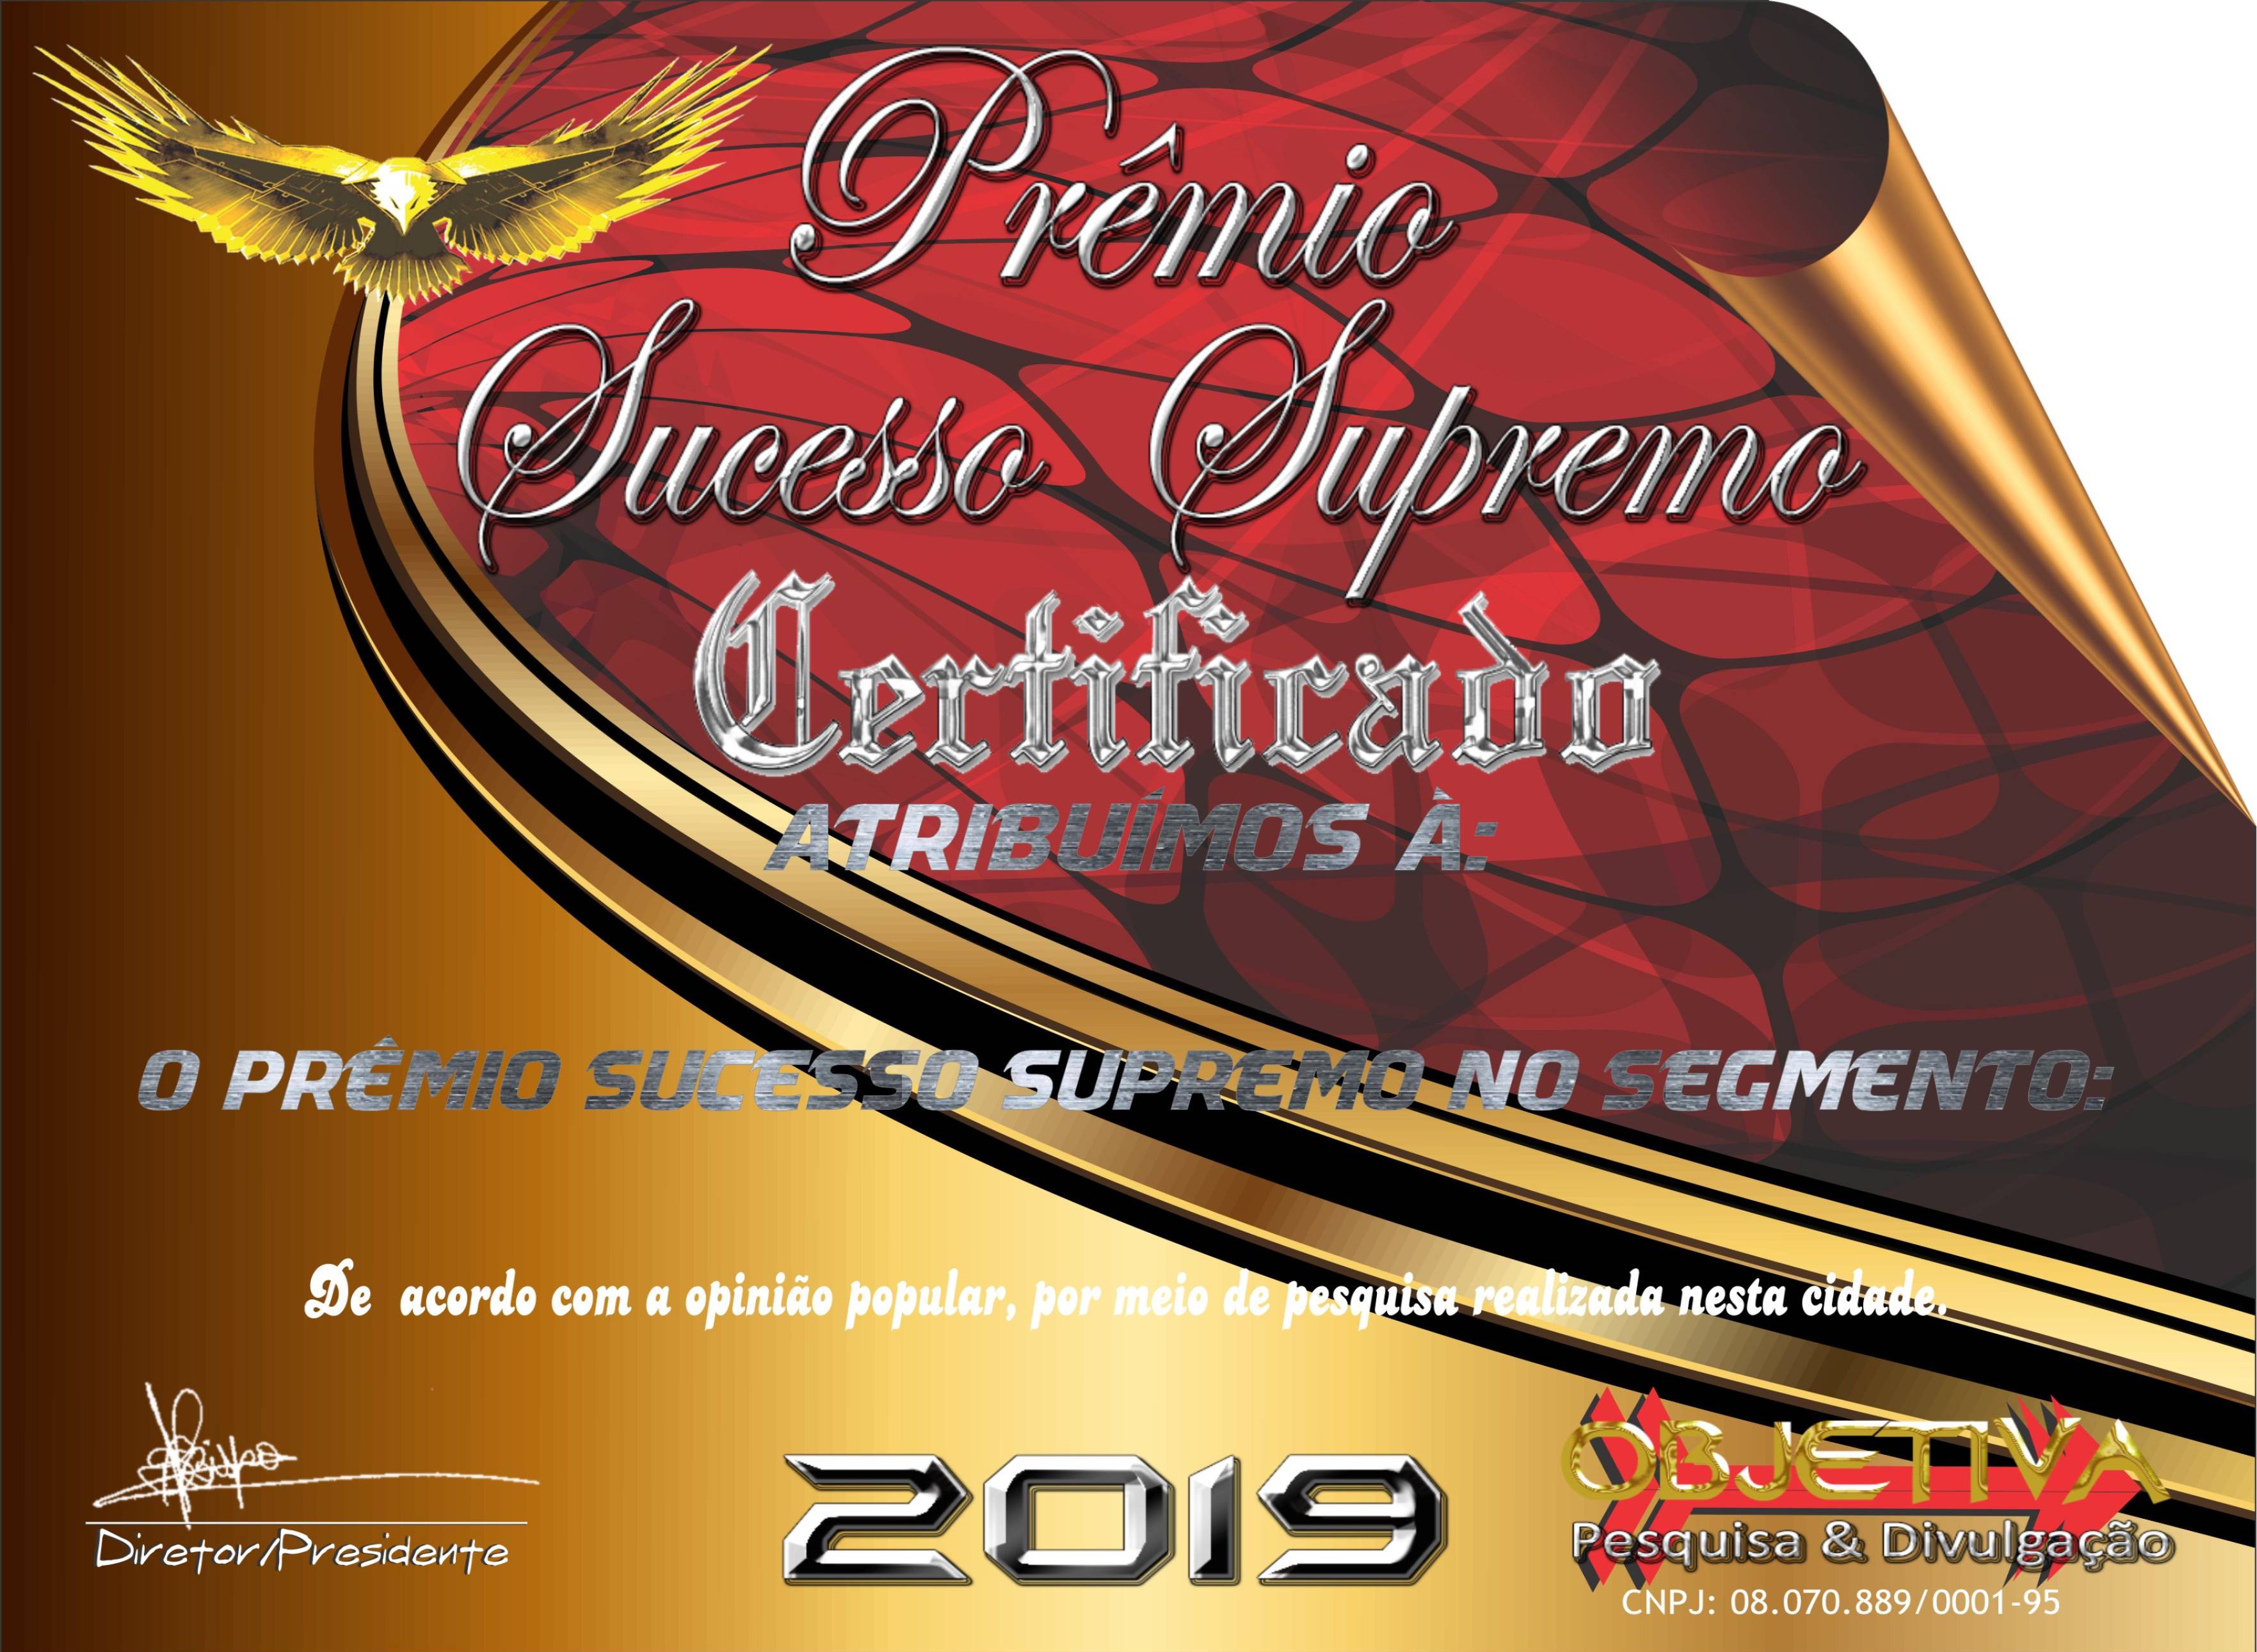 Prêmio
Sucesso Supremo
Certificado
ATRIBUÍMOS À:
O PRÊMIO SUCESSO SUPREMO NO SEGMENTO:
De acordo com a opinião popular, por meio de pesquisa realizada nesta cidade.
Diretor/Presidente
2019
OBJETIVA
Pesquisa & Divulgação
CNPJ: 08.070.889/0001-95